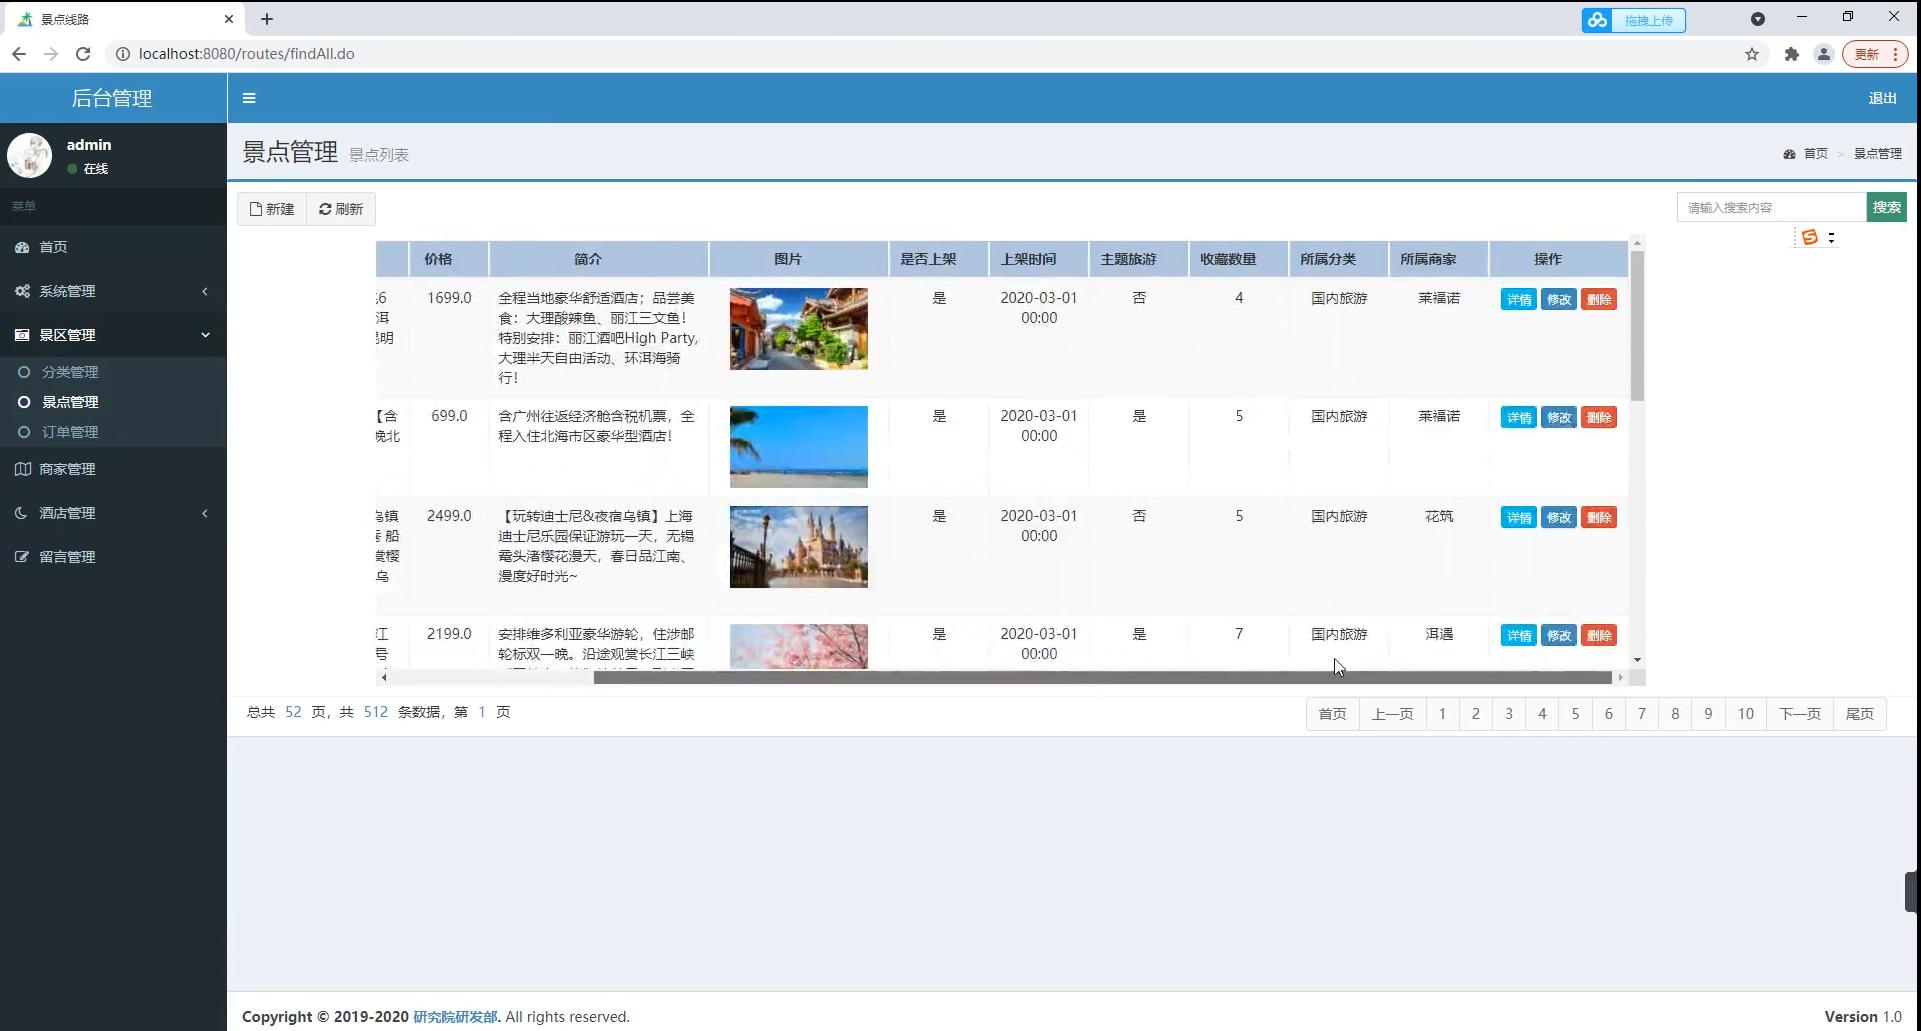 景点线路
拖拽上传
localhost:8080/routes/findAll.do
更新
后台管理
退出
admin
在线
景点管理 景点列表
首页 > 景点管理
菜单
首页
系统管理
景区管理
分类管理
景点管理
订单管理
商家管理
酒店管理
留言管理
新建 刷新
请输入搜索内容 搜索
价格 简介 图片 是否上架 上架时间 主题旅游 收藏数量 所属分类 所属商家 操作
6 1699.0 全程当地豪华舒适酒店；品尝美 是 2020-03-01 否 4 国内旅游 莱福诺 详情 修改 删除
洱 食：大理酸辣鱼、丽江三文鱼！ 00:00
明 特别安排：丽江酒吧High Party,
大理半天自由活动、环洱海骑
行！
【含 699.0 含广州往返经济舱含税机票，全 是 2020-03-01 是 5 国内旅游 莱福诺 详情 修改 删除
晚北 程入住北海市区豪华型酒店！ 00:00
乌镇 2499.0 【玩转迪士尼&夜宿乌镇】上海 是 2020-03-01 否 5 国内旅游 花筑 详情 修改 删除
船 迪士尼乐园保证游玩一天，无锡 00:00
赏樱 鼋头渚樱花漫天，春日品江南、
乌 漫度好时光~
江 2199.0 安排维多利亚豪华游轮，住涉邮 是 2020-03-01 是 7 国内旅游 洱遇 详情 修改 删除
号 轮标双一晚。沿途观赏长江三峡 00:00
总共 52 页，共 512 条数据，第 1 页
首页 上一页 1 2 3 4 5 6 7 8 9 10 下一页 尾页
Copyright © 2019-2020 研究院研发部. All rights reserved.
Version 1.0